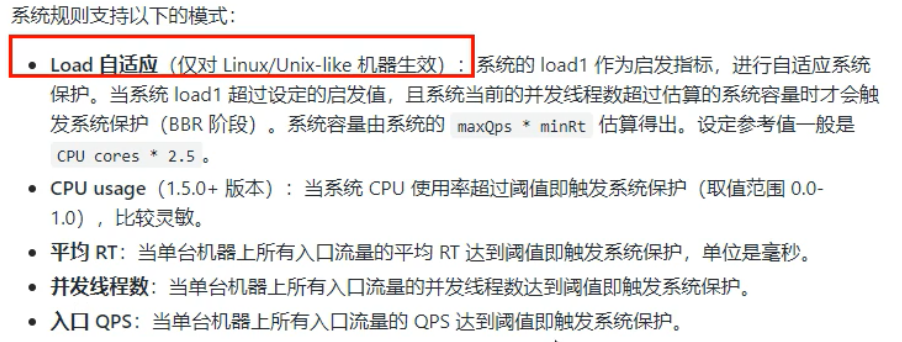 系统规则支持以下的模式：
• Load 自适应（仅对 Linux/Unix-like 机器生效）：系统的 load1 作为启发指标，进行自适应系统
保护。当系统 load1 超过设定的启发值，且系统当前的并发线程数超过估算的系统容量时才会触
发系统保护（BBR 阶段）。系统容量由系统的 maxQps * minRt 估算得出。设定参考值一般是
CPU cores * 2.5。
• CPU usage（1.5.0+ 版本）：当系统 CPU 使用率超过阈值即触发系统保护（取值范围 0.0-
1.0），比较灵敏。
• 平均 RT：当单台机器上所有入口流量的平均 RT 达到阈值即触发系统保护，单位是毫秒。
• 并发线程数：当单台机器上所有入口流量的并发线程数达到阈值即触发系统保护。
• 入口 QPS：当单台机器上所有入口流量的 QPS 达到阈值即触发系统保护。